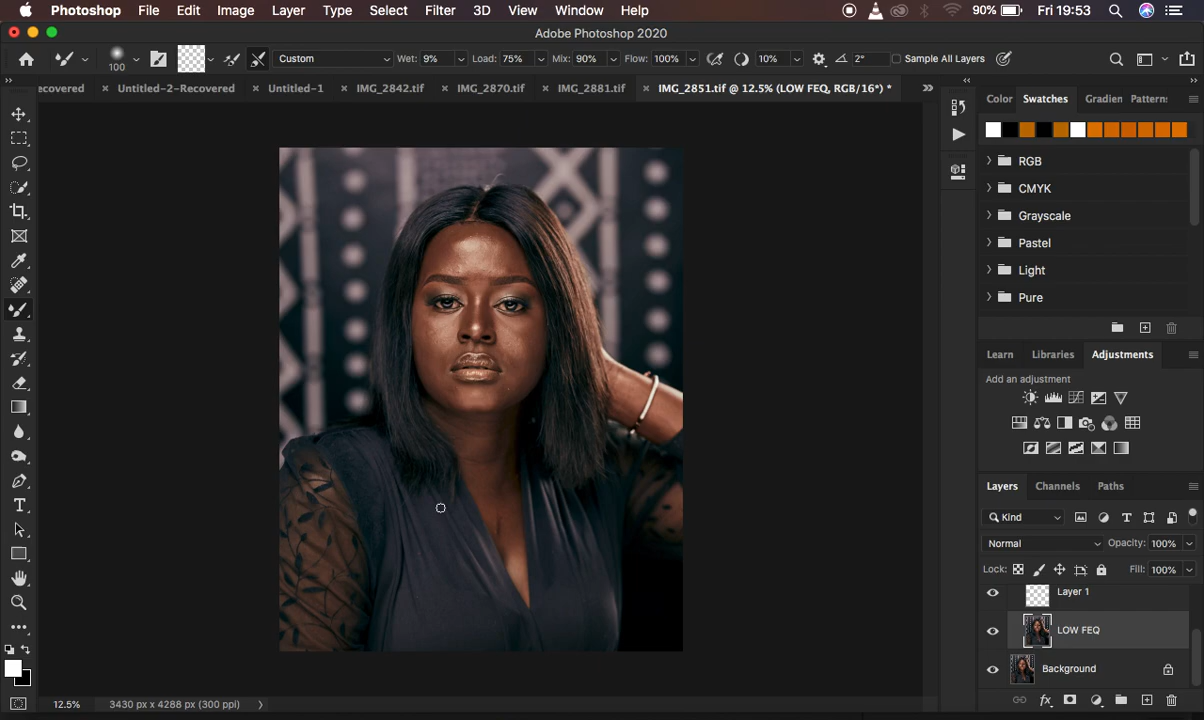 Photoshop File Edit Image Layer Type Select Filter 3D View Window Help 90% Fri 19:53
Adobe Photoshop 2020
100 Custom Wet: 9% Load: 75% Mix: 90% Flow: 100% 10% 2° Sample All Layers
ecovered × Untitled-2-Recovered × Untitled-1 × IMG_2842.tif × IMG_2870.tif × IMG_2881.tif × IMG_2851.tif @ 12.5% (LOW FEQ, RGB/16*) *
Color Swatches Gradien Pattern
RGB
CMYK
Grayscale
Pastel
Light
Pure
Learn Libraries Adjustments
Add an adjustment
Layers Channels Paths
Kind
Normal Opacity: 100%
Lock: Fill: 100%
Layer 1
LOW FEQ
Background
12.5% 3430 px x 4288 px (300 ppi)